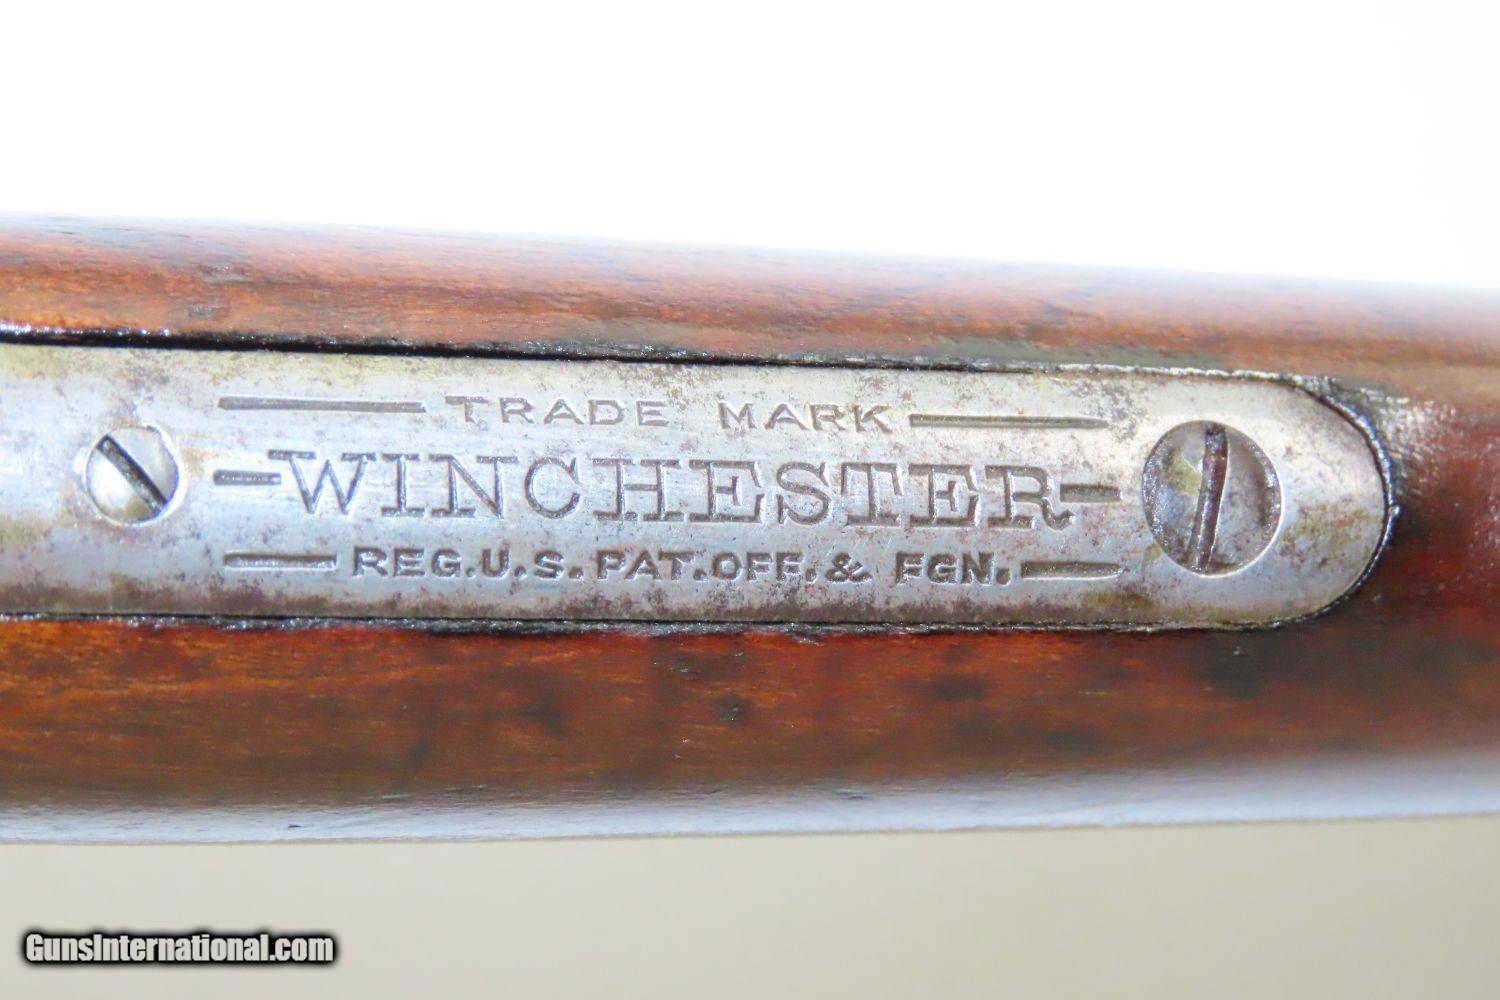 TRADE MARK
WINCHESTER
REG. U.S. PAT. OFF. & FGN.
GunsInternational.com